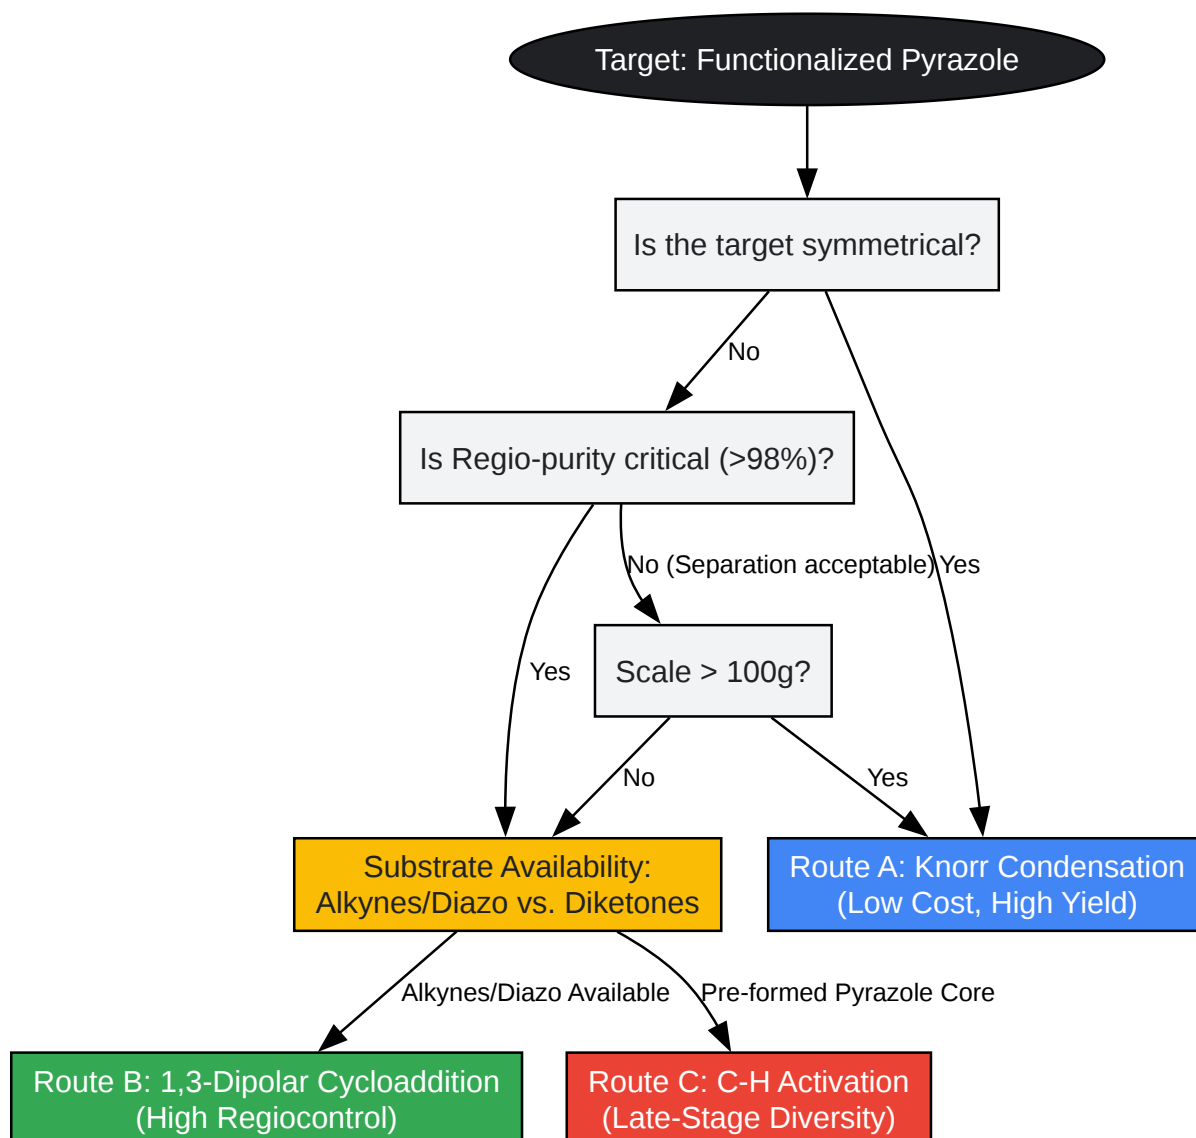 Target: Functionalized Pyrazole
Is the target symmetrical?
No
Is Regio-purity critical (>98%)?
No (Separation acceptable)
Yes
Yes
Scale > 100g?
No
Yes
Substrate Availability:
Alkynes/Diazo vs. Diketones
Route A: Knorr Condensation
(Low Cost, High Yield)
Alkynes/Diazo Available
Pre-formed Pyrazole Core
Route B: 1,3-Dipolar Cycloaddition
(High Regiocontrol)
Route C: C-H Activation
(Late-Stage Diversity)